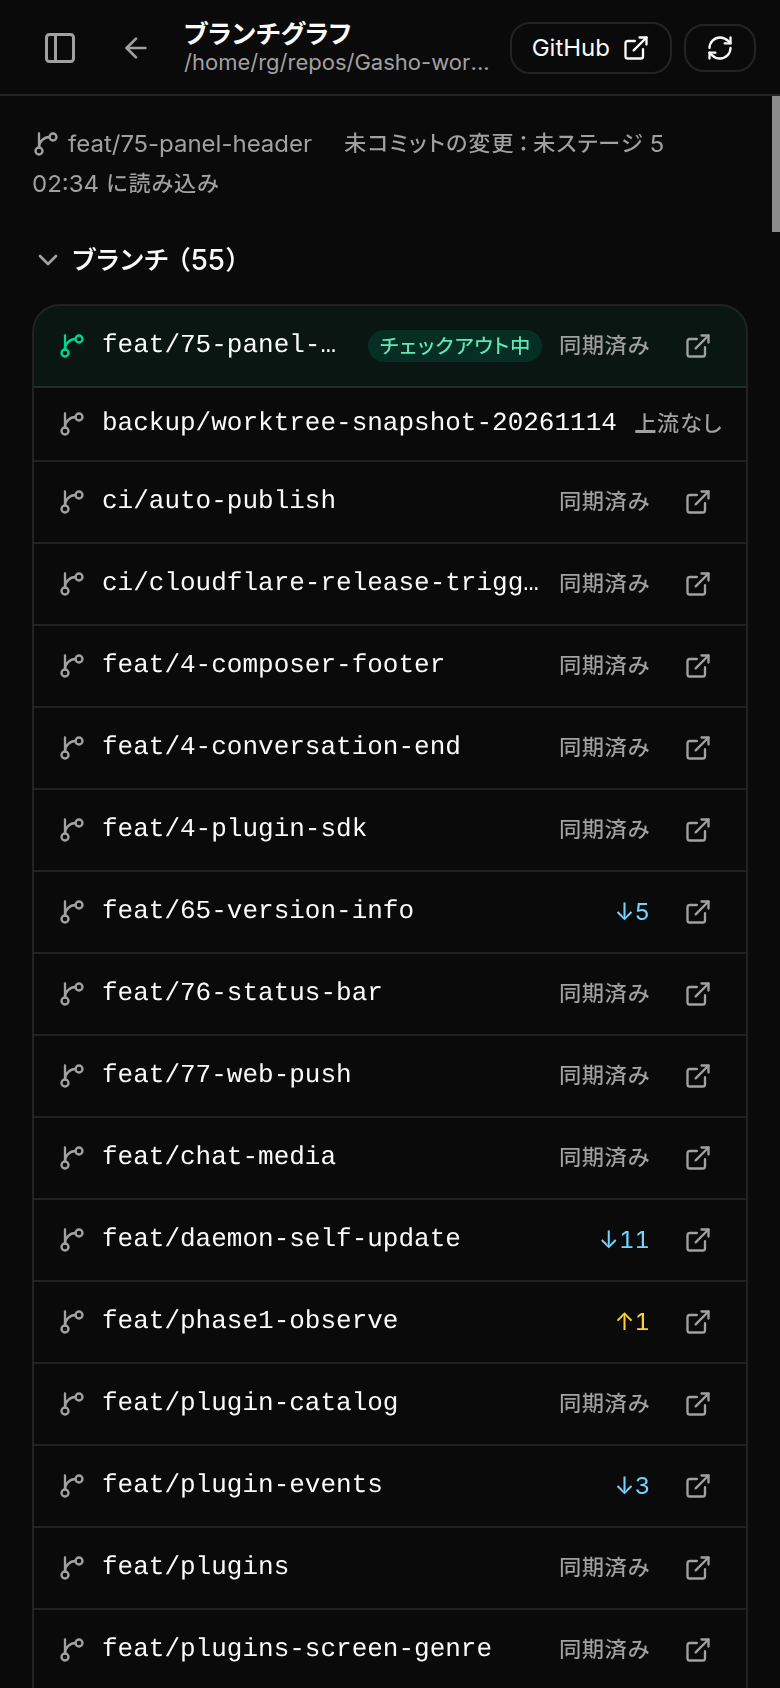 ブランチグラフ
/home/rg/repos/Gasho-wor...
GitHub
feat/75-panel-header 未コミットの変更：未ステージ 5
02:34 に読み込み
ブランチ（55）
feat/75-panel-… チェックアウト中 同期済み
backup/worktree-snapshot-20261114 上流なし
ci/auto-publish 同期済み
ci/cloudflare-release-trigg… 同期済み
feat/4-composer-footer 同期済み
feat/4-conversation-end 同期済み
feat/4-plugin-sdk 同期済み
feat/65-version-info ↓5
feat/76-status-bar 同期済み
feat/77-web-push 同期済み
feat/chat-media 同期済み
feat/daemon-self-update ↓11
feat/phase1-observe ↑1
feat/plugin-catalog 同期済み
feat/plugin-events ↓3
feat/plugins 同期済み
feat/plugins-screen-genre 同期済み